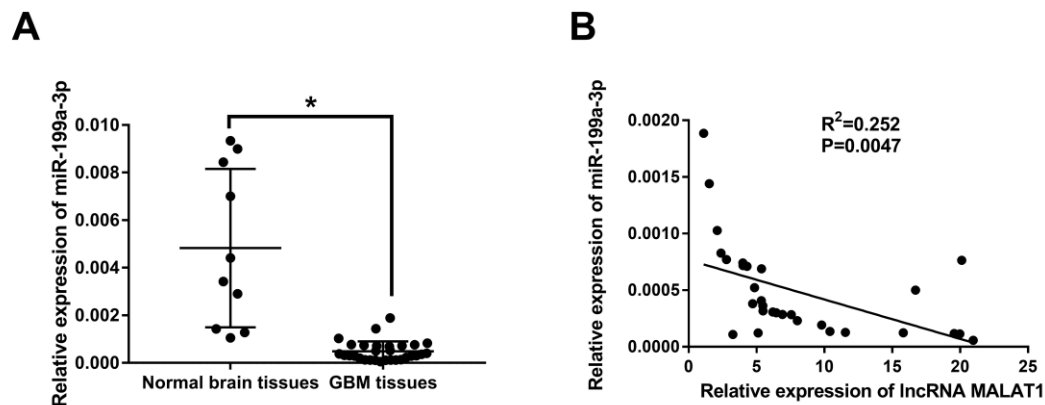 A
Relative expression of miR-199a-3p
0.010
0.008
0.006
0.004
0.002
0.000
*
Normal brain tissues GBM tissues
B
Relative expression of miR-199a-3p
0.0020
0.0015
0.0010
0.0005
0.0000
R²=0.252
P=0.0047
0 5 10 15 20 25
Relative expression of lncRNA MALAT1